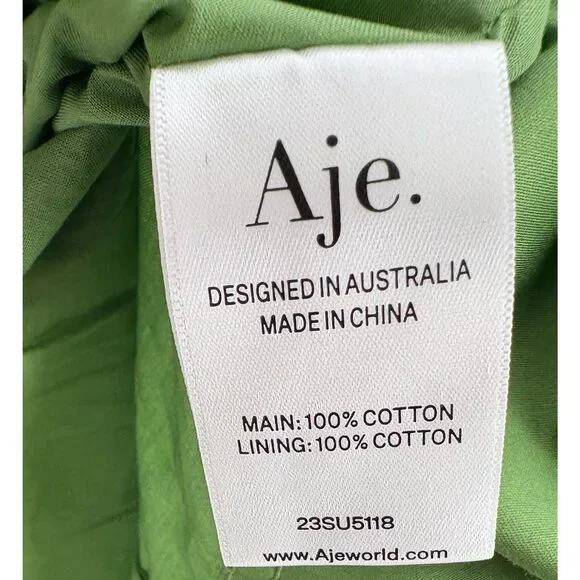 Aje.
DESIGNED IN AUSTRALIA
MADE IN CHINA
MAIN: 100% COTTON
LINING: 100% COTTON
23SU5118
www.Ajeworld.com